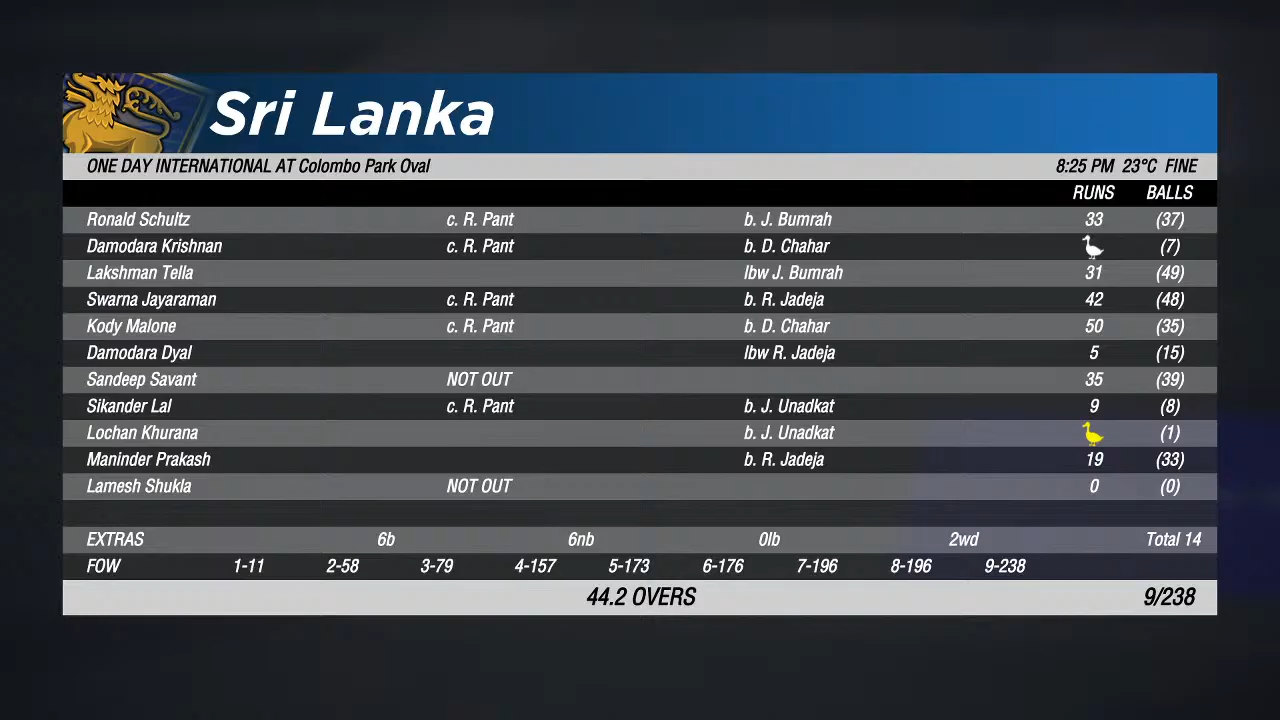 Sri Lanka
ONE DAY INTERNATIONAL AT Colombo Park Oval 8:25 PM 23°C FINE
RUNS BALLS
Ronald Schultz c. R. Pant b. J. Bumrah 33 (37)
Damodara Krishnan c. R. Pant b. D. Chahar (7)
Lakshman Tella lbw J. Bumrah 31 (49)
Swarna Jayaraman c. R. Pant b. R. Jadeja 42 (48)
Kody Malone c. R. Pant b. D. Chahar 50 (35)
Damodara Dyal lbw R. Jadeja 5 (15)
Sandeep Savant NOT OUT 35 (39)
Sikander Lal c. R. Pant b. J. Unadkat 9 (8)
Lochan Khurana b. J. Unadkat (1)
Maninder Prakash b. R. Jadeja 19 (33)
Lamesh Shukla NOT OUT 0 (0)
EXTRAS 6b 6nb 0lb 2wd Total 14
FOW 1-11 2-58 3-79 4-157 5-173 6-176 7-196 8-196 9-238
44.2 OVERS 9/238